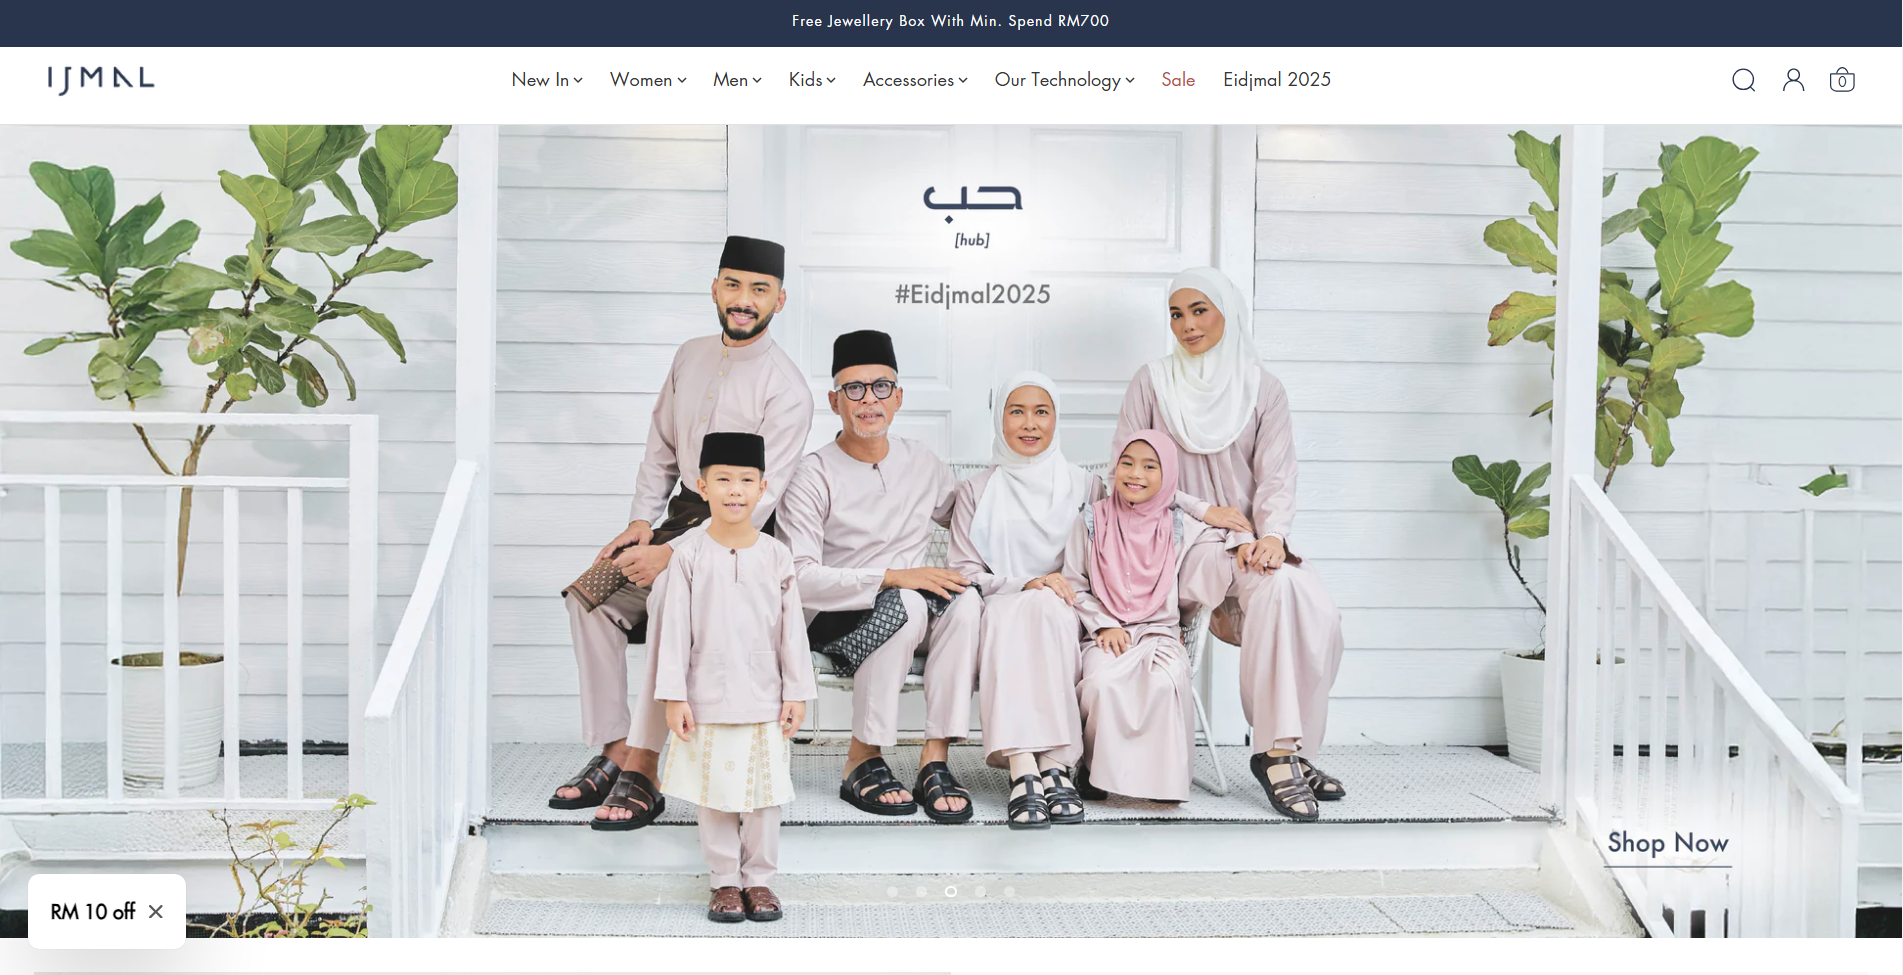 Free Jewellery Box With Min. Spend RM700
IJMAL
New In Women Men Kids Accessories Our Technology Sale Eidjmal 2025
0
حب
[hub]
#Eidjmal2025
Shop Now
RM 10 off